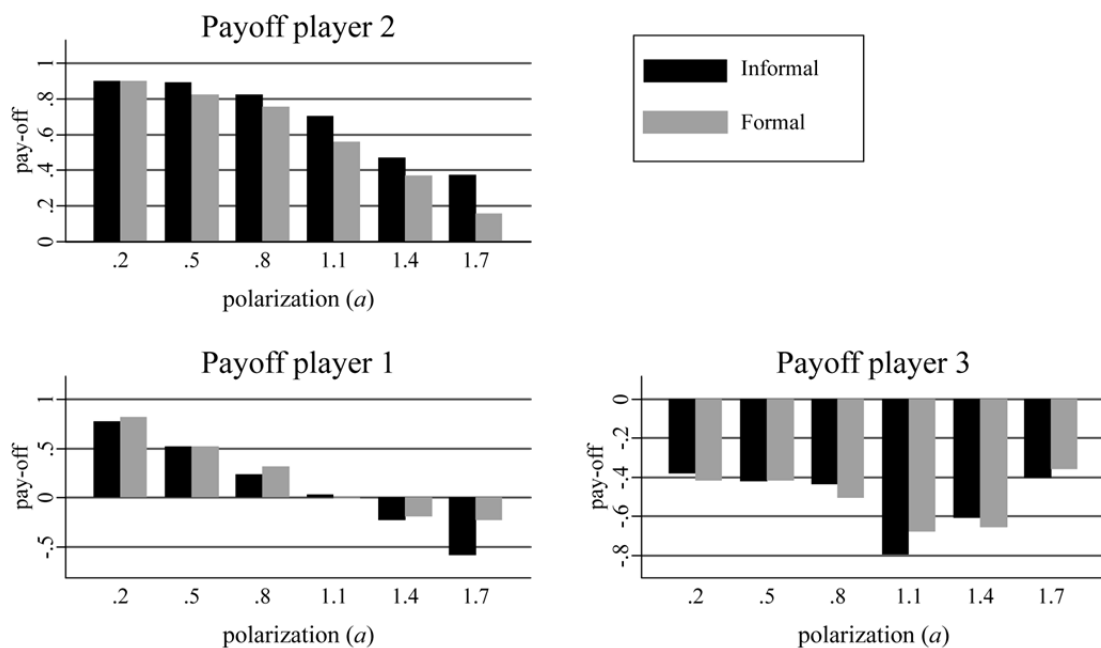 Payoff player 2
pay-off
1
.8
.6
.4
.2
0
.2 .5 .8 1.1 1.4 1.7
polarization (a)
Informal
Formal
Payoff player 1
pay-off
1
.5
0
-.5
.2 .5 .8 1.1 1.4 1.7
polarization (a)
Payoff player 3
pay-off
0
-.2
-.4
-.6
-.8
.2 .5 .8 1.1 1.4 1.7
polarization (a)